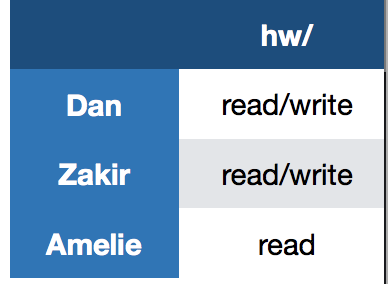 hw/
Dan read/write
Zakir read/write
Amelie read